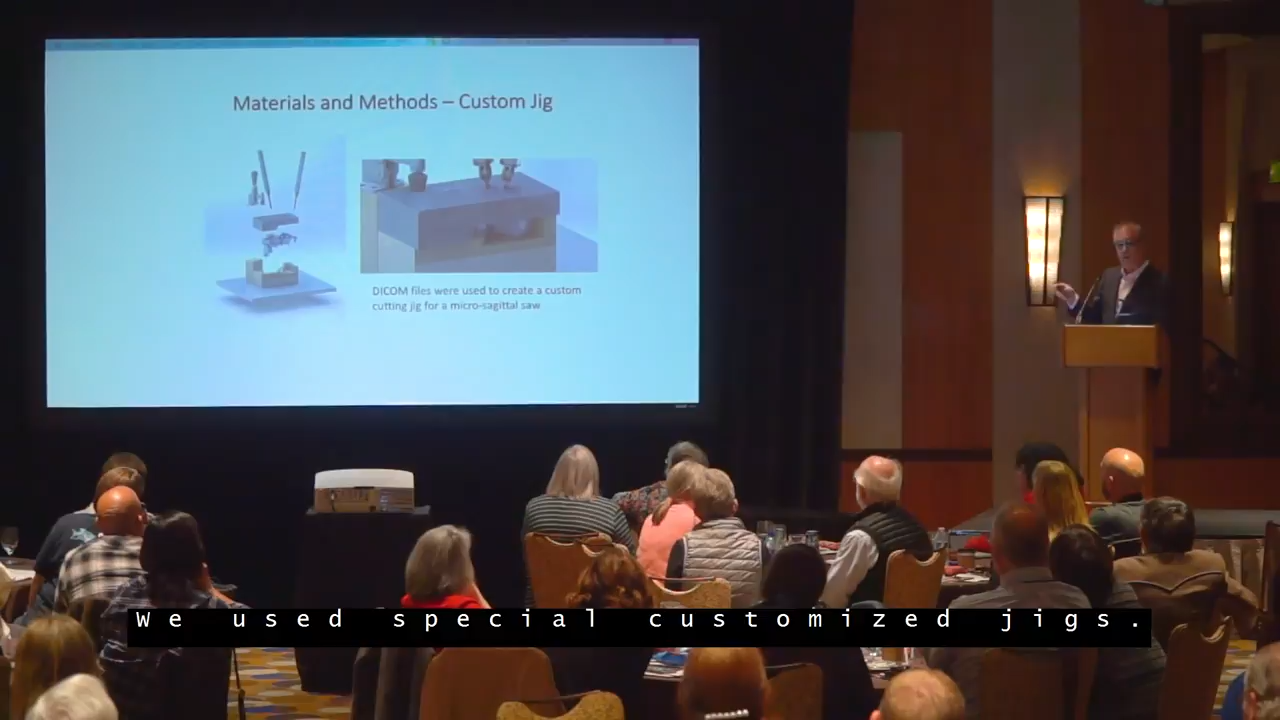 Materials and Methods – Custom Jig
DICOM files were used to create a custom
cutting jig for a micro-sagittal saw
We used special customized jigs.